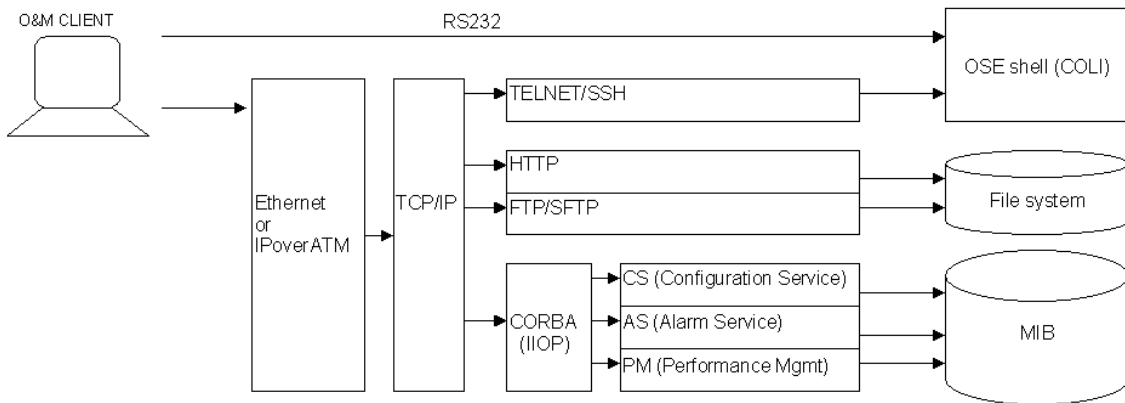 O&M CLIENT
RS232
OSE shell (COLI)
TELNET/SSH
HTTP
FTP/SFTP
File system
Ethernet
or
IPoverATM
TCP/IP
CORBA
(IIOP)
CS (Configuration Service)
AS (Alarm Service)
PM (Performance Mgmt)
MIB